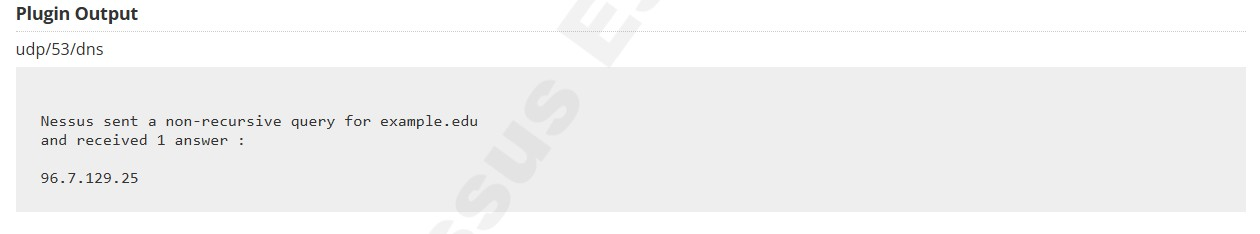 Plugin Output
udp/53/dns
Nessus sent a non-recursive query for example.edu
and received 1 answer :
96.7.129.25